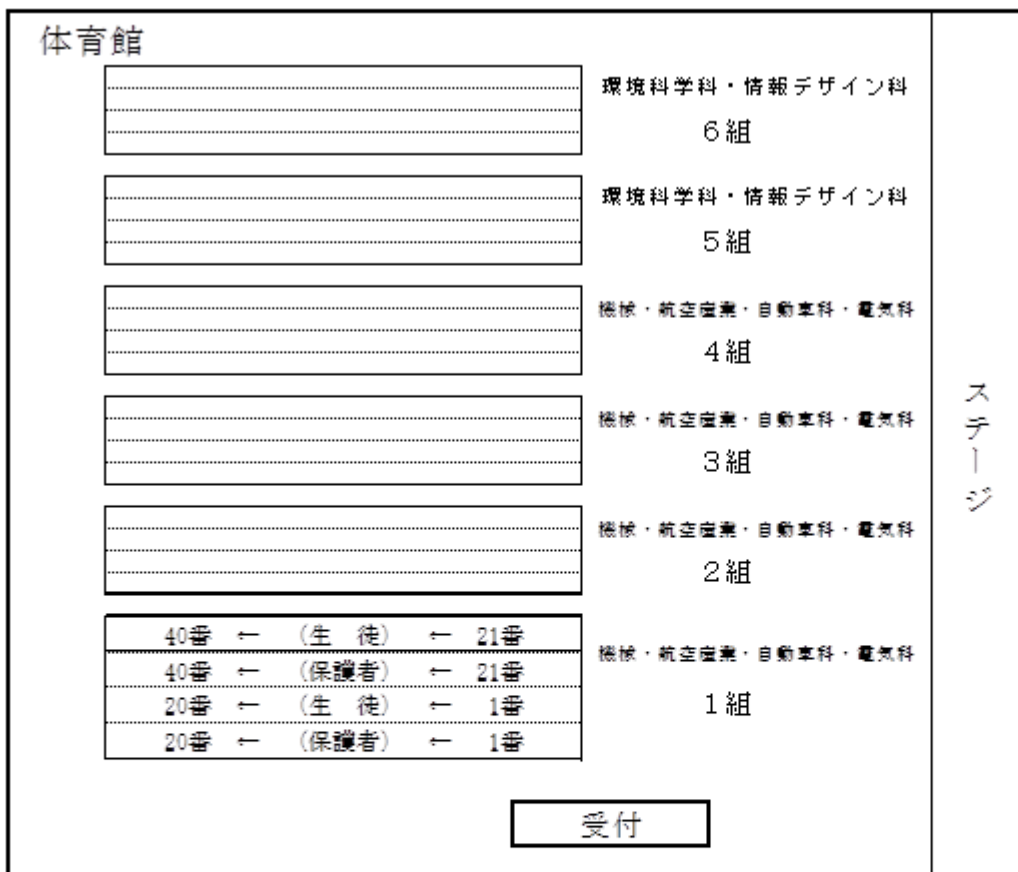 体育館
環境科学科・情報デザイン科
6組
環境科学科・情報デザイン科
5組
機械・航空産業・自動車科・電気科
4組
機械・航空産業・自動車科・電気科
3組
機械・航空産業・自動車科・電気科
2組
40番 ← (生 徒) ← 21番
40番 ← (保護者) ← 21番
20番 ← (生 徒) ← 1番
20番 ← (保護者) ← 1番
機械・航空産業・自動車科・電気科
1組
ステージ
受付